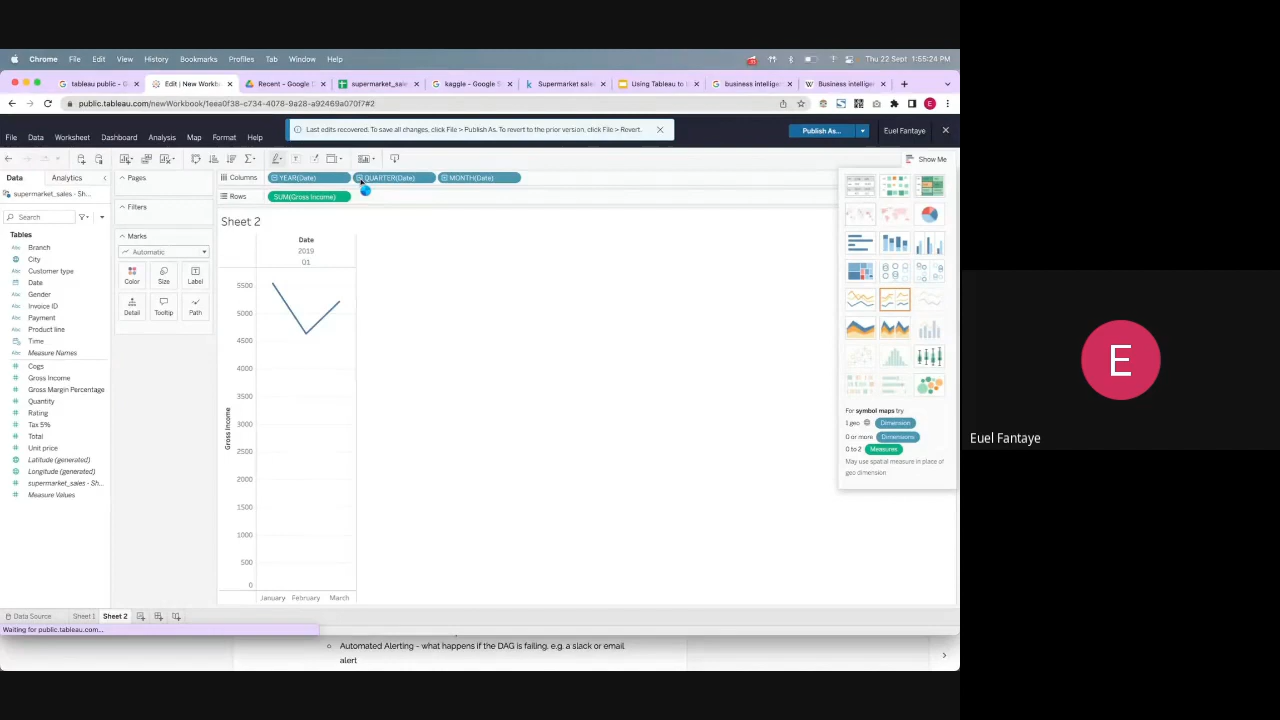 Chrome File Edit View History Bookmarks Profiles Tab Window Help Thu 22 Sept 1:55:24 PM
tableau public - G Edit | New Workb Recent - Google supermarket_sale kaggle - Google S Supermarket sale Using Tableau to business intellige Business intellige
public.tableau.com/newWorkbook/1eea0f38-c734-4078-9a28-a92469a070f7#2
File Data Worksheet Dashboard Analysis Map Format Help
Last edits recovered. To save all changes, click File > Publish As. To revert to the prior version, click File > Revert.
Publish As... Euel Fantaye
Show Me
Data Analytics
Pages
Columns YEAR(Date) QUARTER(Date) MONTH(Date)
supermarket_sales - Sh...
Rows SUM(Gross Income)
Search
Filters
Sheet 2
Tables
Marks
Automatic
Color Size Label
Detail Tooltip Path
Branch
City
Customer type
Date
Gender
Invoice ID
Payment
Product line
Time
Measure Names
Cogs
Gross Income
Gross Margin Percentage
Quantity
Rating
Tax 5%
Total
Unit price
Latitude (generated)
Longitude (generated)
supermarket_sales - Sh...
Measure Values
Date
2019
Q1
5500
5000
4500
4000
3500
3000
2500
2000
1500
1000
500
0
Gross Income
January February March
For symbol maps try
1 geo Dimension
0 or more Dimensions
0 to 2 Measures
May use spatial measure in place of
geo dimension
Data Source Sheet 1 Sheet 2
Waiting for public.tableau.com...
Automated Alerting - what happens if the DAG is failing, e.g. a slack or email
alert
E
Euel Fantaye